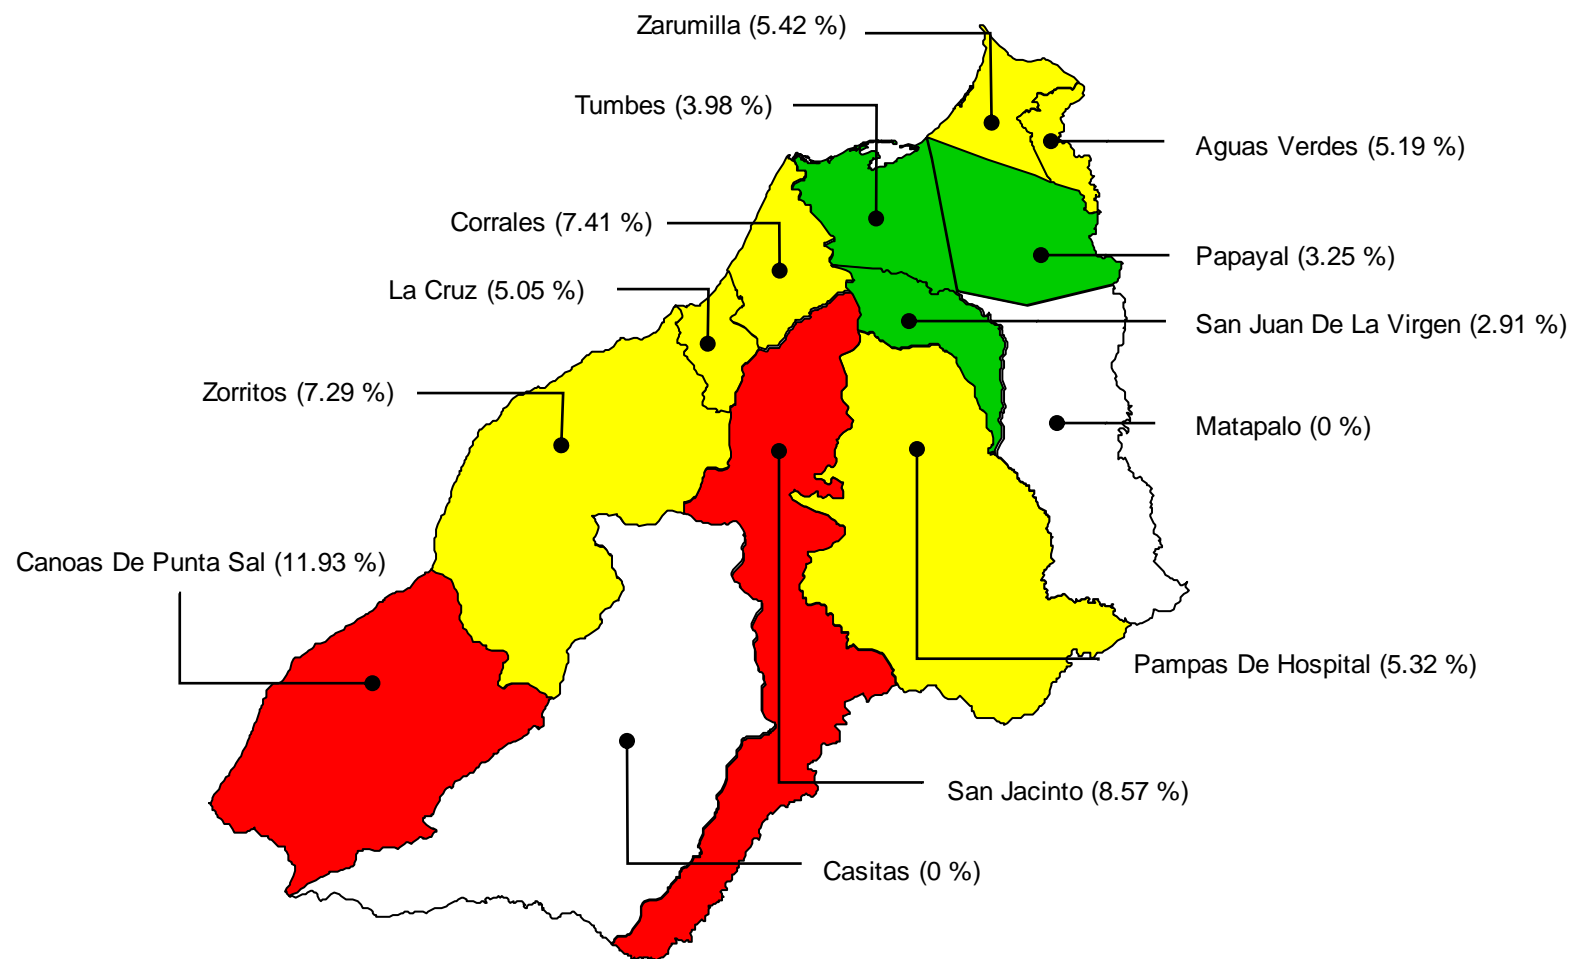 Zarumilla (5.42 %)
Tumbes (3.98 %)
Aguas Verdes (5.19 %)
Corrales (7.41 %)
Papayal (3.25 %)
La Cruz (5.05 %)
San Juan De La Virgen (2.91 %)
Zorritos (7.29 %)
Matapalo (0 %)
Canoas De Punta Sal (11.93 %)
Pampas De Hospital (5.32 %)
San Jacinto (8.57 %)
Casitas (0 %)